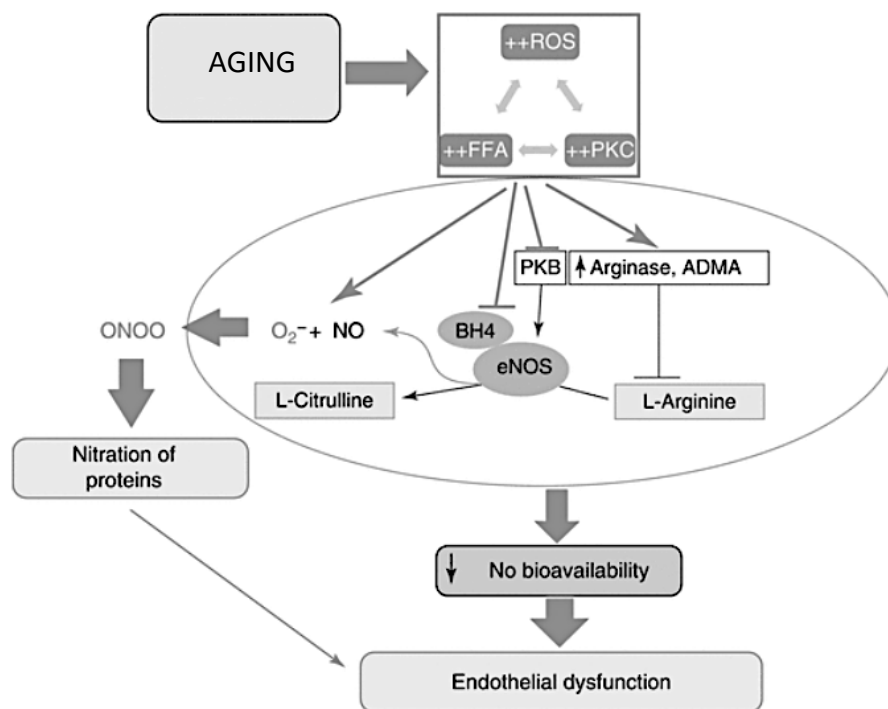 AGING
++ROS
++FFA
++PKC
PKB
Arginase, ADMA
ONOO
O₂⁻ + NO
BH4
eNOS
L-Citrulline
L-Arginine
Nitration of
proteins
No bioavailability
Endothelial dysfunction